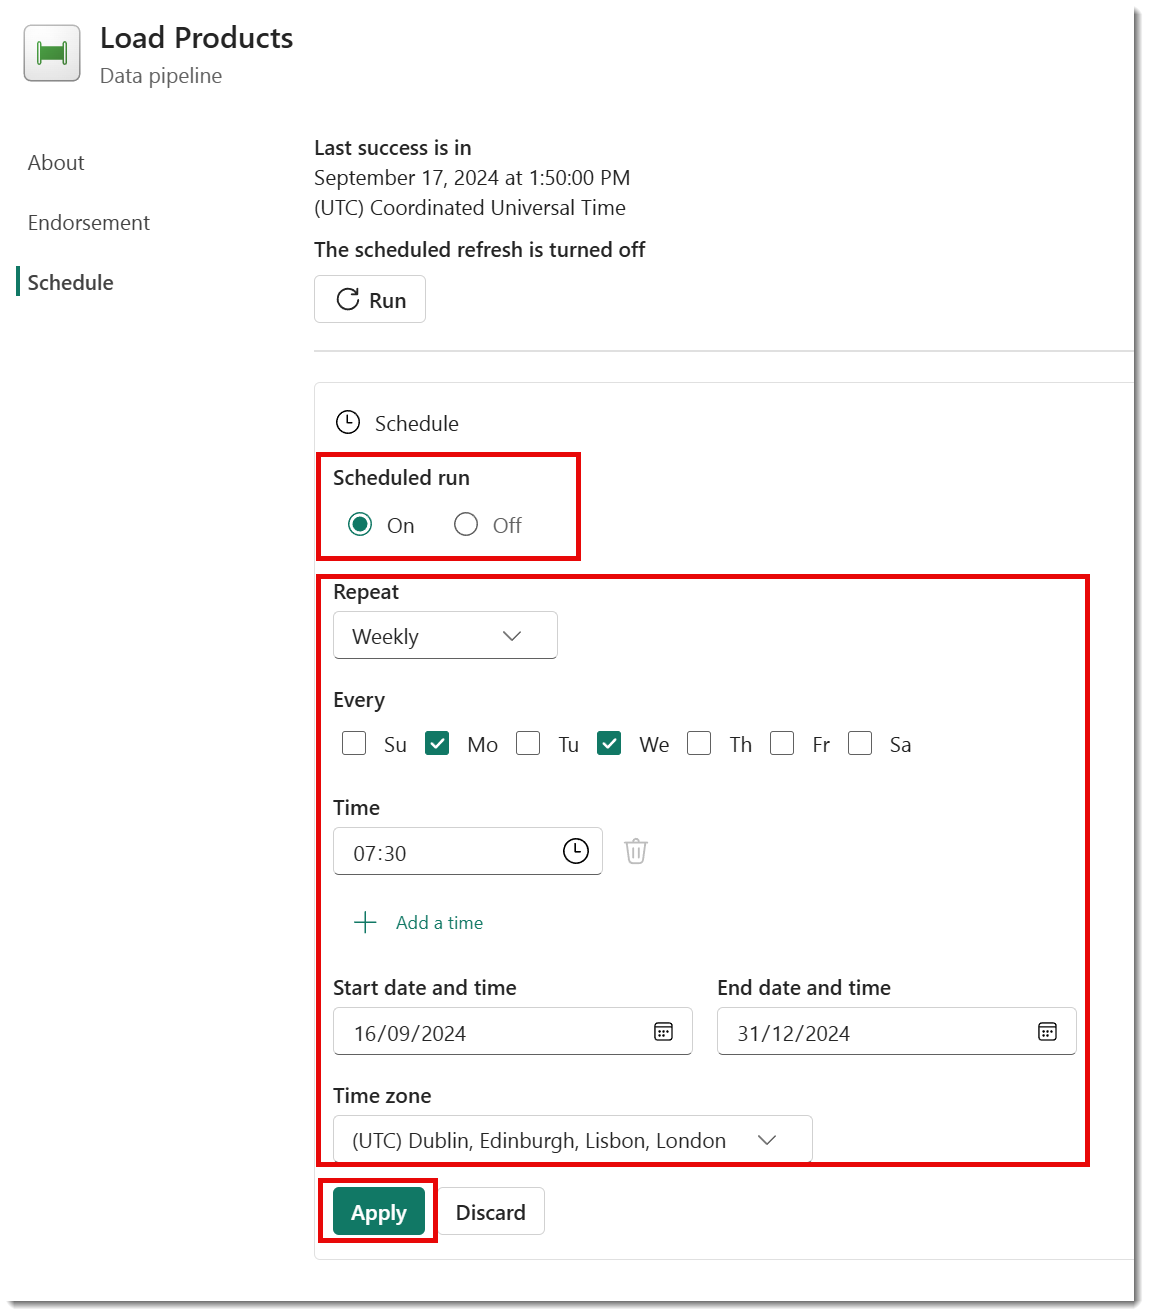 Load Products
Data pipeline
About
Endorsement
Schedule
Last success is in
September 17, 2024 at 1:50:00 PM
(UTC) Coordinated Universal Time
The scheduled refresh is turned off
Run
Schedule
Scheduled run
On Off
Repeat
Weekly
Every
Su Mo Tu We Th Fr Sa
Time
07:30
Add a time
Start date and time End date and time
16/09/2024 31/12/2024
Time zone
(UTC) Dublin, Edinburgh, Lisbon, London
Apply Discard